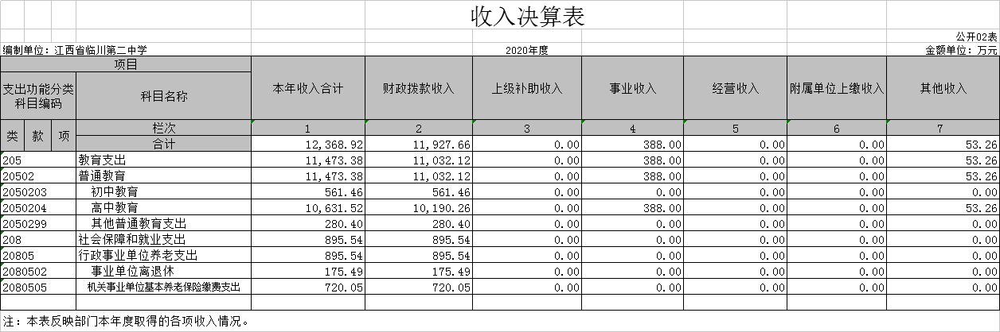 收入决算表
公开02表
编制单位：江西省临川第二中学 2020年度 金额单位：万元
项目 本年收入合计 财政拨款收入 上级补助收入 事业收入 经营收入 附属单位上缴收入 其他收入
支出功能分类科目编码 科目名称
类 款 项 栏次 1 2 3 4 5 6 7
合计 12,368.92 11,927.66 0.00 388.00 0.00 0.00 53.26
205 教育支出 11,473.38 11,032.12 0.00 388.00 0.00 0.00 53.26
20502 普通教育 11,473.38 11,032.12 0.00 388.00 0.00 0.00 53.26
2050203 初中教育 561.46 561.46 0.00 0.00 0.00 0.00 0.00
2050204 高中教育 10,631.52 10,190.26 0.00 388.00 0.00 0.00 53.26
2050299 其他普通教育支出 280.40 280.40 0.00 0.00 0.00 0.00 0.00
208 社会保障和就业支出 895.54 895.54 0.00 0.00 0.00 0.00 0.00
20805 行政事业单位养老支出 895.54 895.54 0.00 0.00 0.00 0.00 0.00
2080502 事业单位离退休 175.49 175.49 0.00 0.00 0.00 0.00 0.00
2080505 机关事业单位基本养老保险缴费支出 720.05 720.05 0.00 0.00 0.00 0.00 0.00
注：本表反映部门本年度取得的各项收入情况。